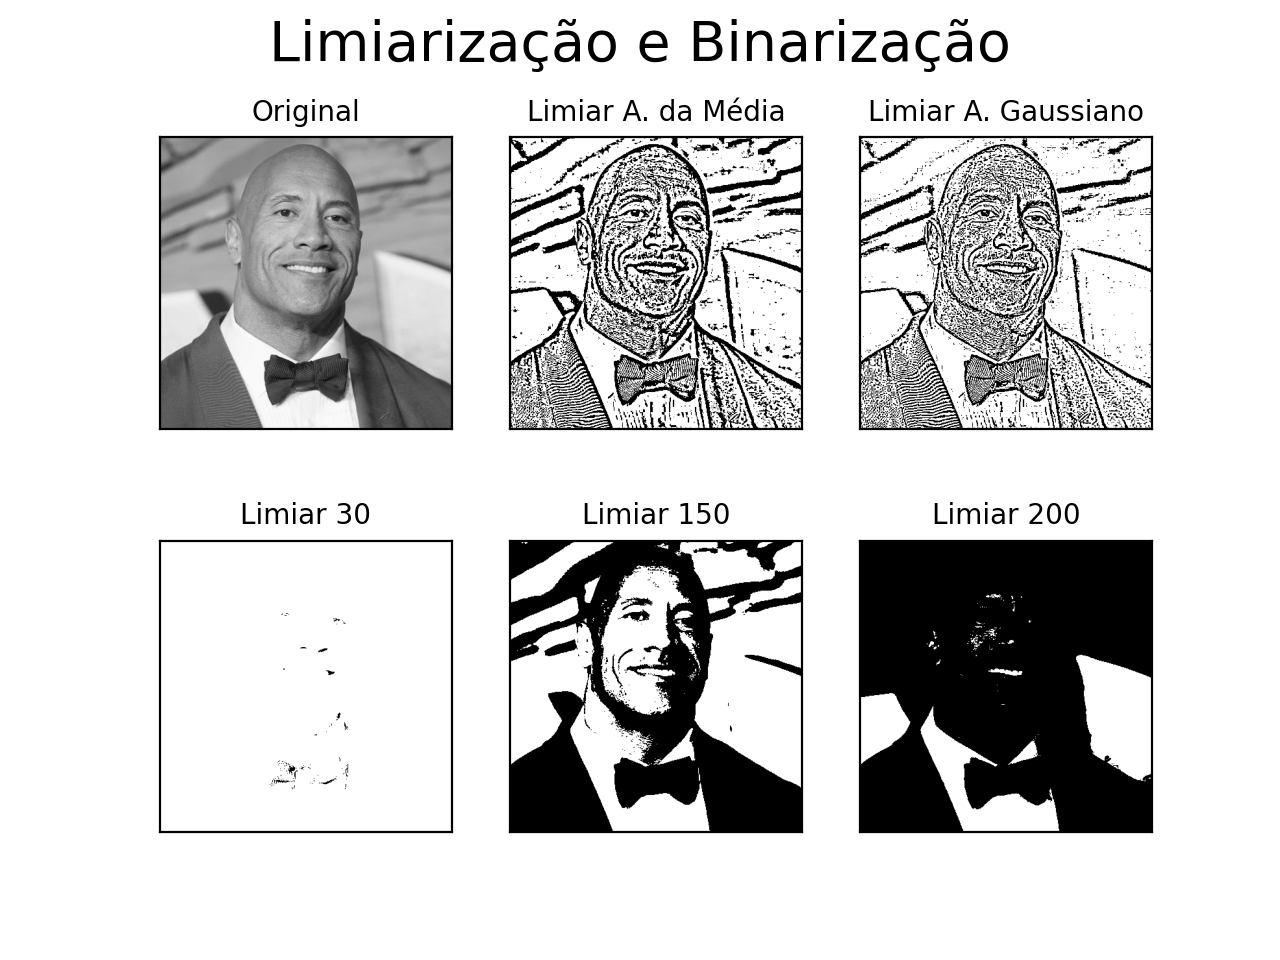 Limiarização e Binarização
Original
Limiar A. da Média
Limiar A. Gaussiano
Limiar 30
Limiar 150
Limiar 200